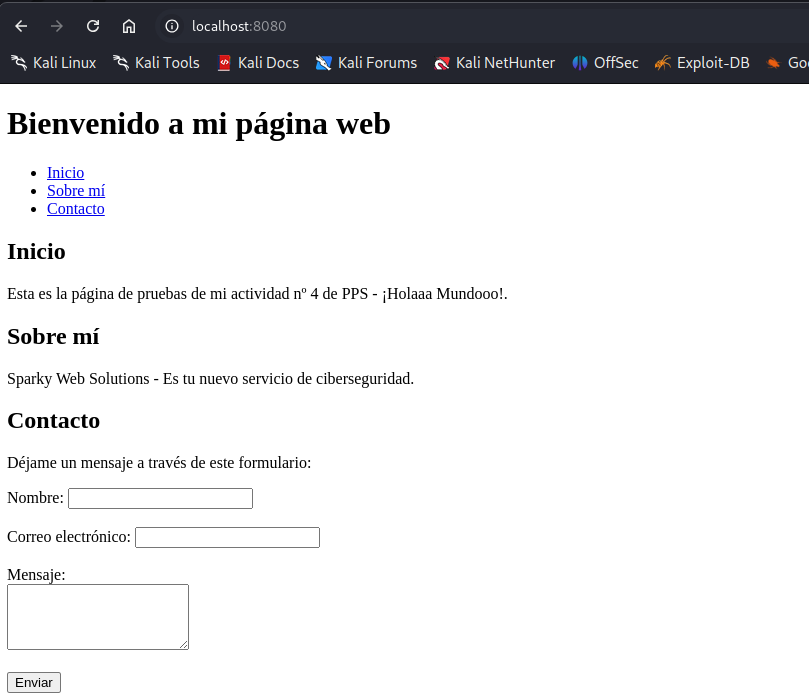 localhost:8080
Kali Linux Kali Tools Kali Docs Kali Forums Kali NetHunter OffSec Exploit-DB
Bienvenido a mi página web
Inicio
Sobre mí
Contacto
Inicio
Esta es la página de pruebas de mi actividad nº 4 de PPS - ¡Holaaa Mundooo!.
Sobre mí
Sparky Web Solutions - Es tu nuevo servicio de ciberseguridad.
Contacto
Déjame un mensaje a través de este formulario:
Nombre:
Correo electrónico:
Mensaje:
Enviar